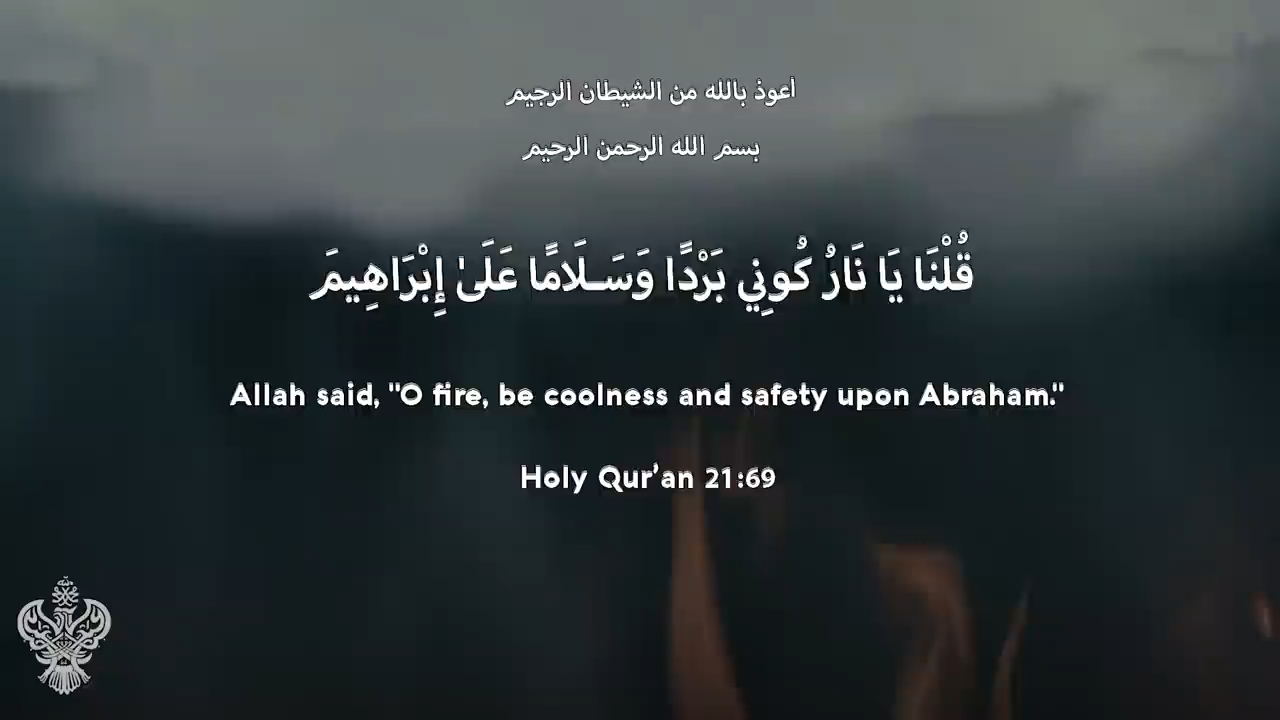 أعوذ بالله من الشيطان الرجيم
بسم الله الرحمن الرحيم
قُلْنَا يَا نَارُ كُونِي بَرْدًا وَسَـلَامًا عَلَىٰ إِبْرَاهِيمَ
Allah said, "O fire, be coolness and safety upon Abraham."
Holy Qur’an 21:69